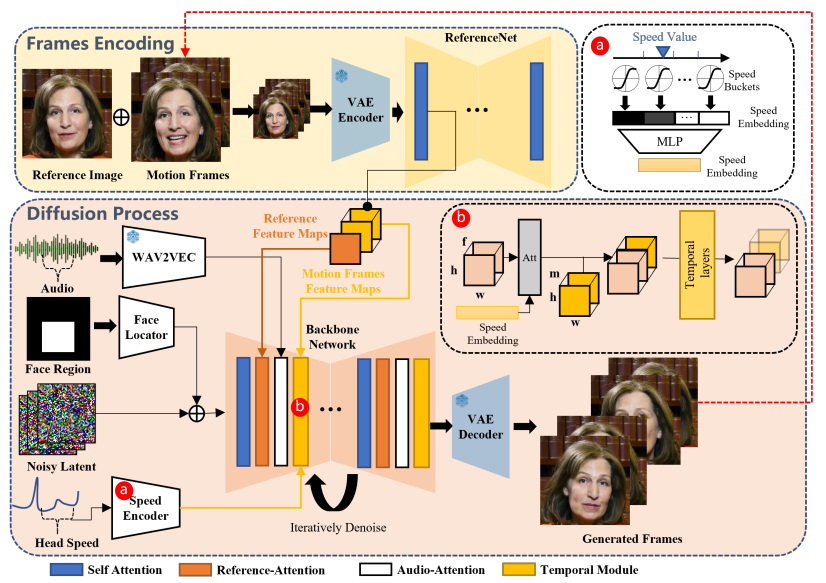 Frames Encoding
ReferenceNet
VAE
Encoder
Reference Image
Motion Frames
a
Speed Value
Speed
Buckets
Speed
Embedding
MLP
Speed
Embedding
Diffusion Process
Audio
WAV2VEC
Reference
Feature Maps
Motion Frames
Feature Maps
Face
Locator
Face Region
Backbone
Network
b
Noisy Latent
a
Speed
Encoder
Head Speed
Iteratively Denoise
VAE
Decoder
Generated Frames
b
f
h
w
Att
m
h
w
Speed
Embedding
Temporal
layers
Self Attention
Reference-Attention
Audio-Attention
Temporal Module